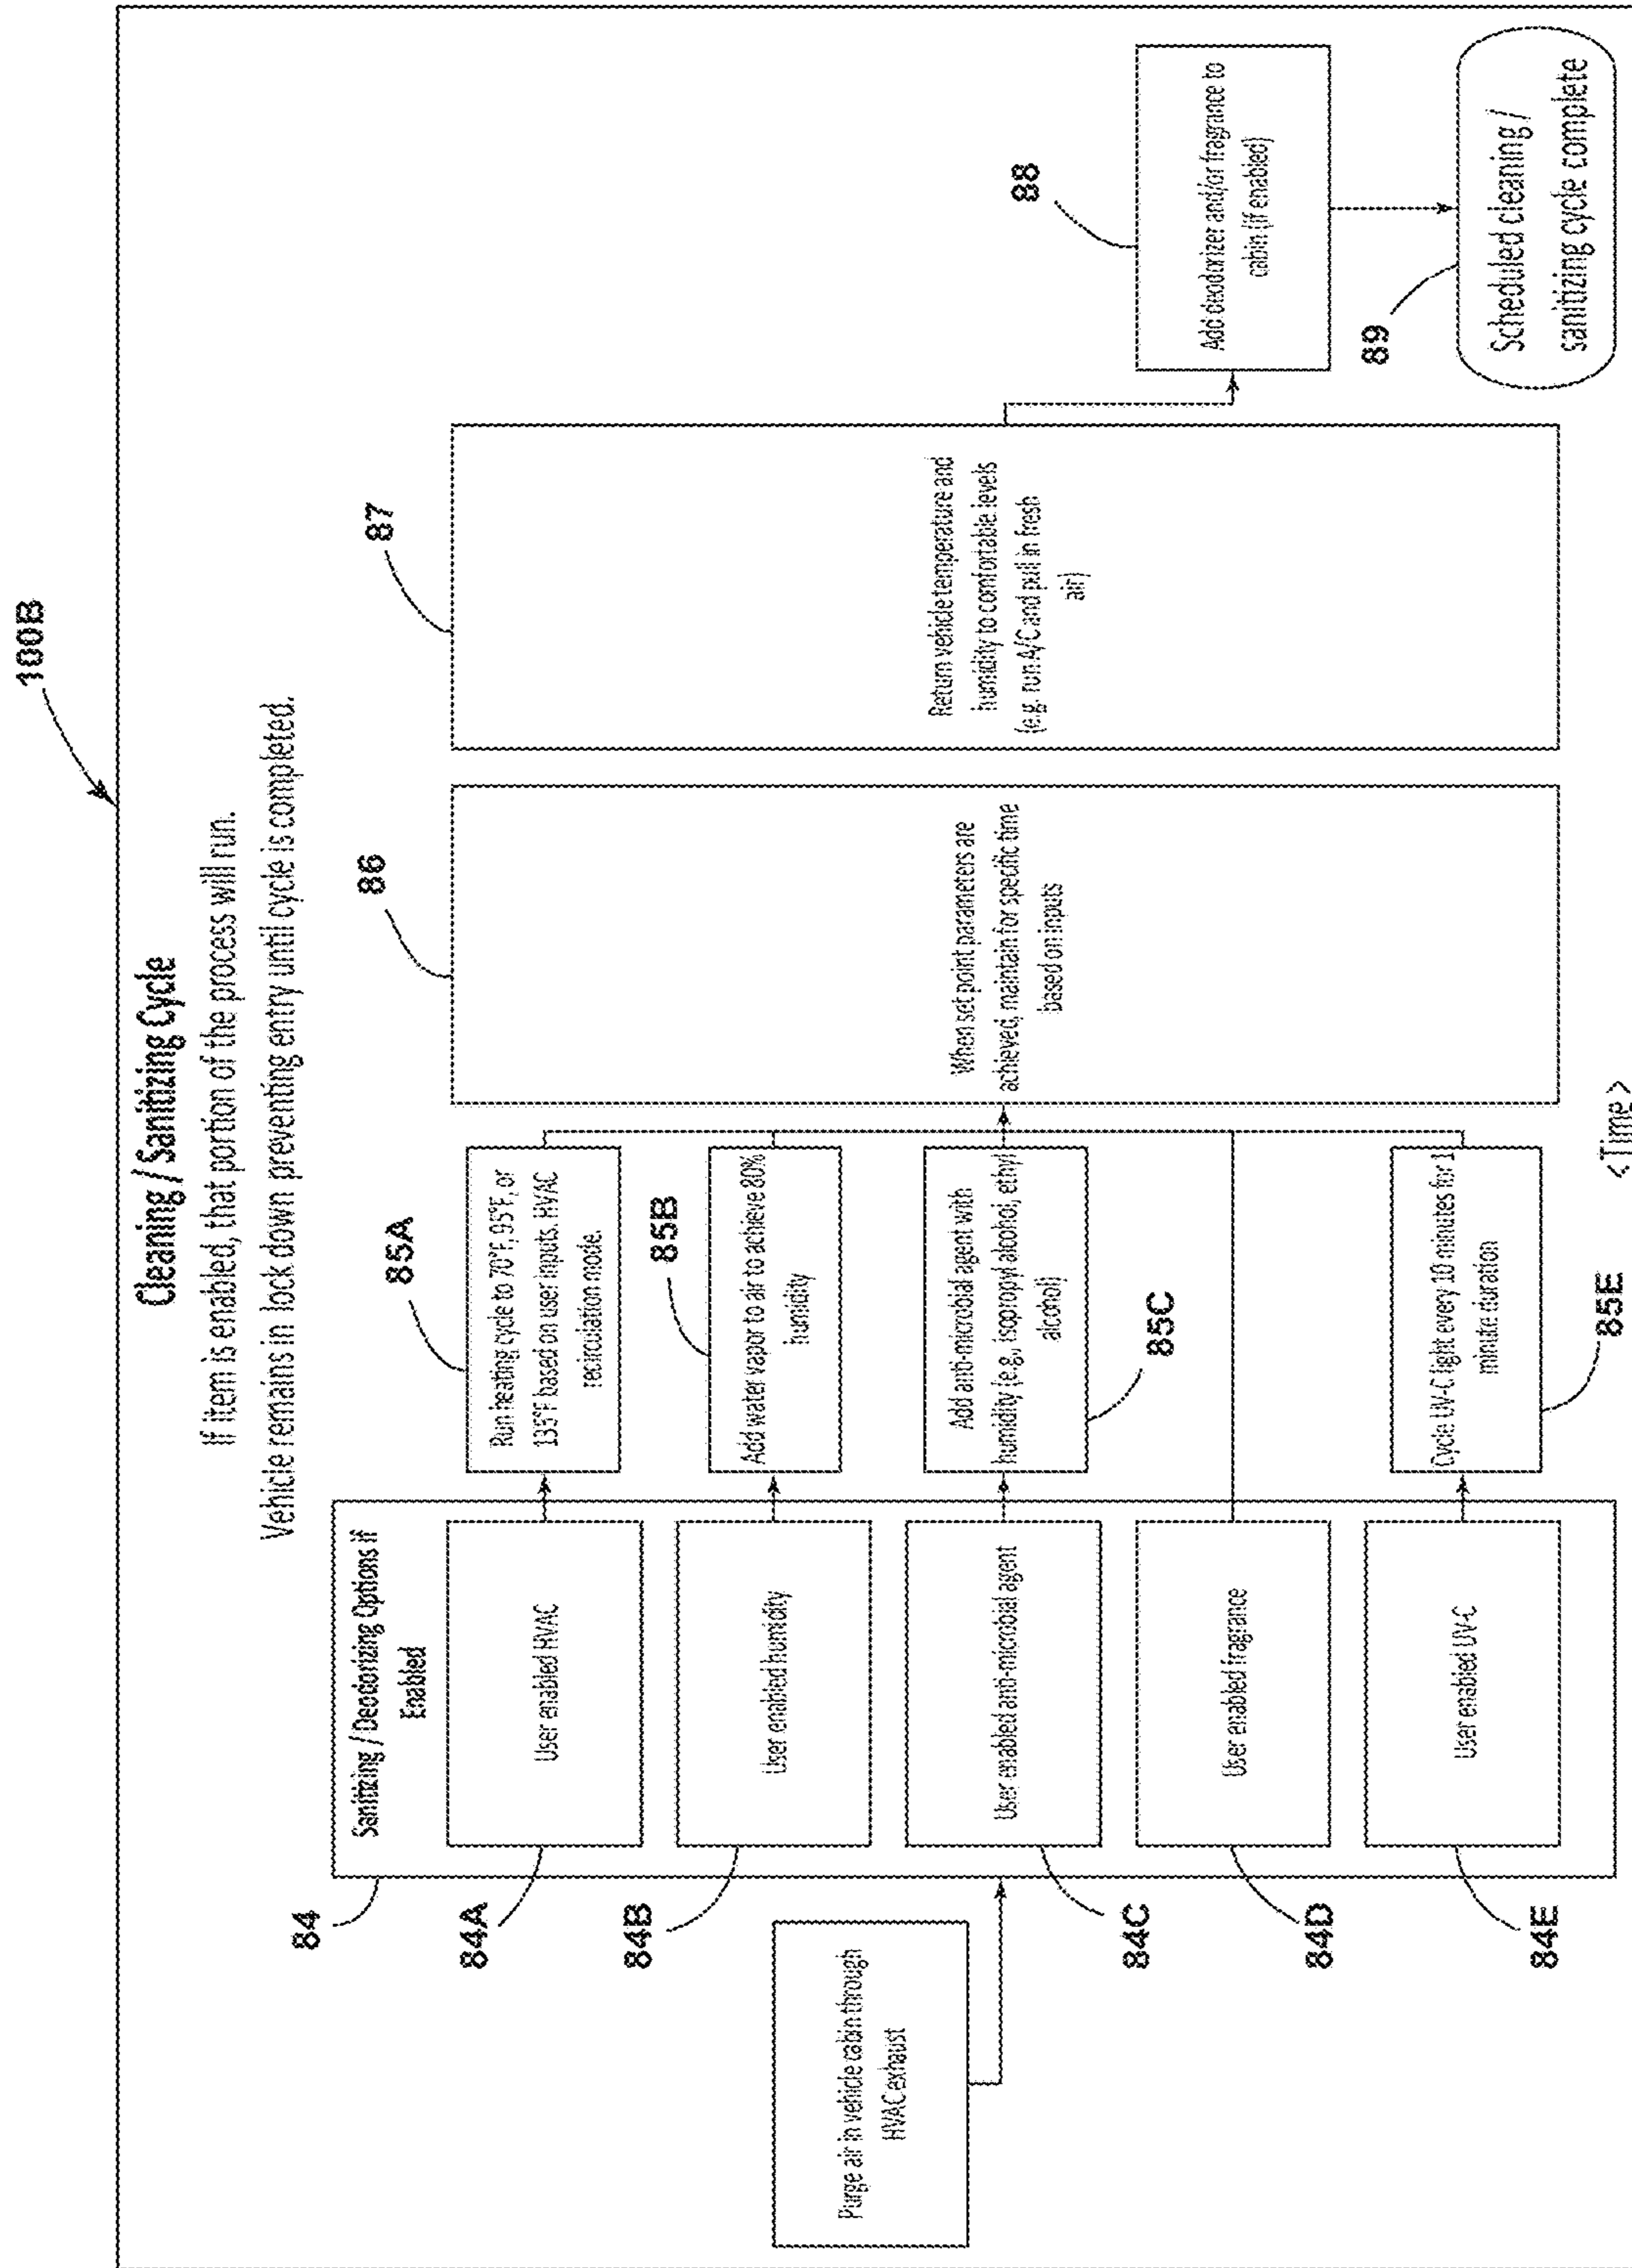 100B
Cleaning / Sanitizing Cycle
If item is enabled, that portion of the process will run.
Vehicle remains in lock down preventing entry until cycle is completed.
Purge air in vehicle cabin through
HVAC exhaust
84
Sanitizing / Deodorizing Options if
Enabled
84A
User enabled HVAC
84B
User enabled humidity
84C
User enabled anti-microbial agent
84D
User enabled fragrance
84E
User enabled UV-C
85A
Run heating cycle to 70°F, 95°F, or
135°F based on user inputs. HVAC
recirculation mode.
85B
Add water vapor to air to achieve 80%
humidity
Add anti-microbial agent with
humidity (e.g., isopropyl alcohol, ethyl
alcohol)
85C
Cycle UV-C light every 10 minutes for 1
minute duration
85E
86
When set point parameters are
achieved, maintain for specific time
based on inputs
87
Return vehicle temperature and
humidity to comfortable levels
(e.g. run A/C and pull in fresh
air)
88
Add deodorizer and/or fragrance to
cabin (if enabled)
89
Scheduled cleaning /
sanitizing cycle complete
<Time>